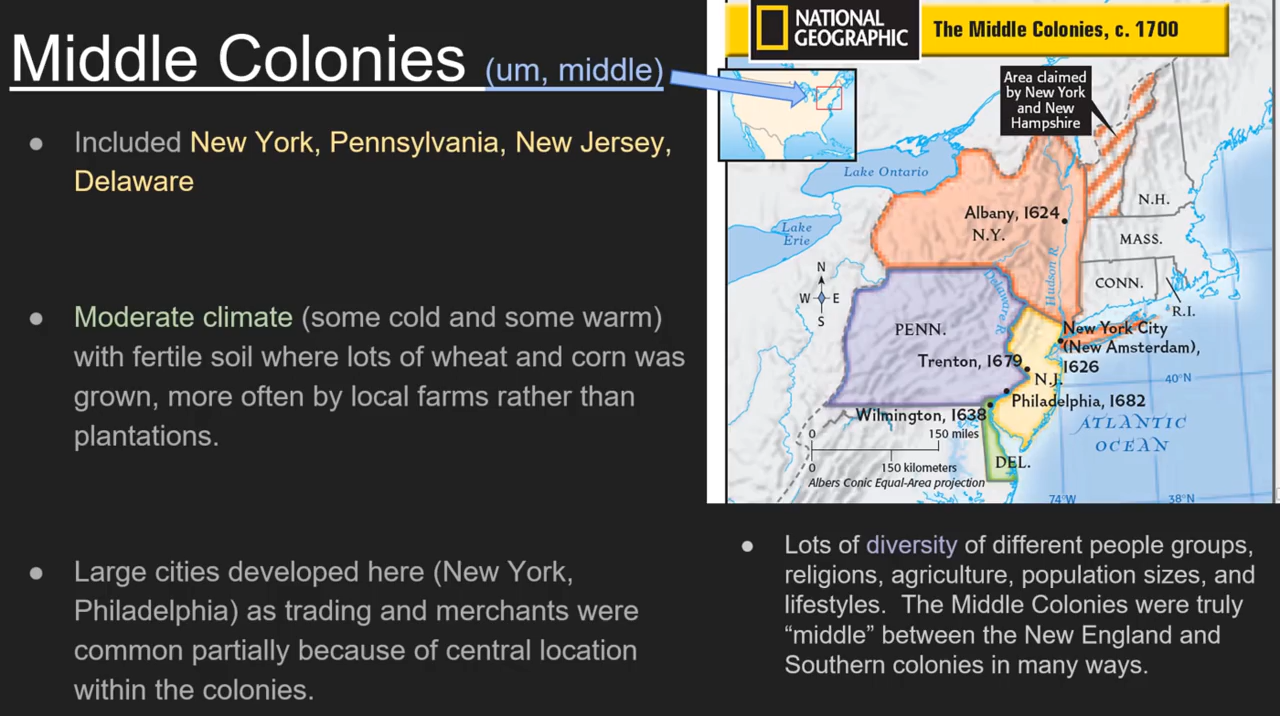 Middle Colonies (um, middle)
● Included New York, Pennsylvania, New Jersey,
Delaware
● Moderate climate (some cold and some warm)
with fertile soil where lots of wheat and corn was
grown, more often by local farms rather than
plantations.
● Large cities developed here (New York,
Philadelphia) as trading and merchants were
common partially because of central location
within the colonies.
NATIONAL
GEOGRAPHIC
The Middle Colonies, c. 1700
Area claimed
by New York
and New
Hampshire
Lake Ontario
Lake
Erie
Albany, 1624
N.Y.
N.H.
MASS.
CONN.
R.I.
Hudson R.
Delaware R.
N
W E
S
PENN.
New York City
(New Amsterdam),
1626
Trenton, 1679
N.J.
40°N
Philadelphia, 1682
Wilmington, 1638
ATLANTIC
OCEAN
0 150 miles
0 150 kilometers
Albers Conic Equal-Area projection
DEL.
74°W
38°N
● Lots of diversity of different people groups,
religions, agriculture, population sizes, and
lifestyles. The Middle Colonies were truly
“middle” between the New England and
Southern colonies in many ways.